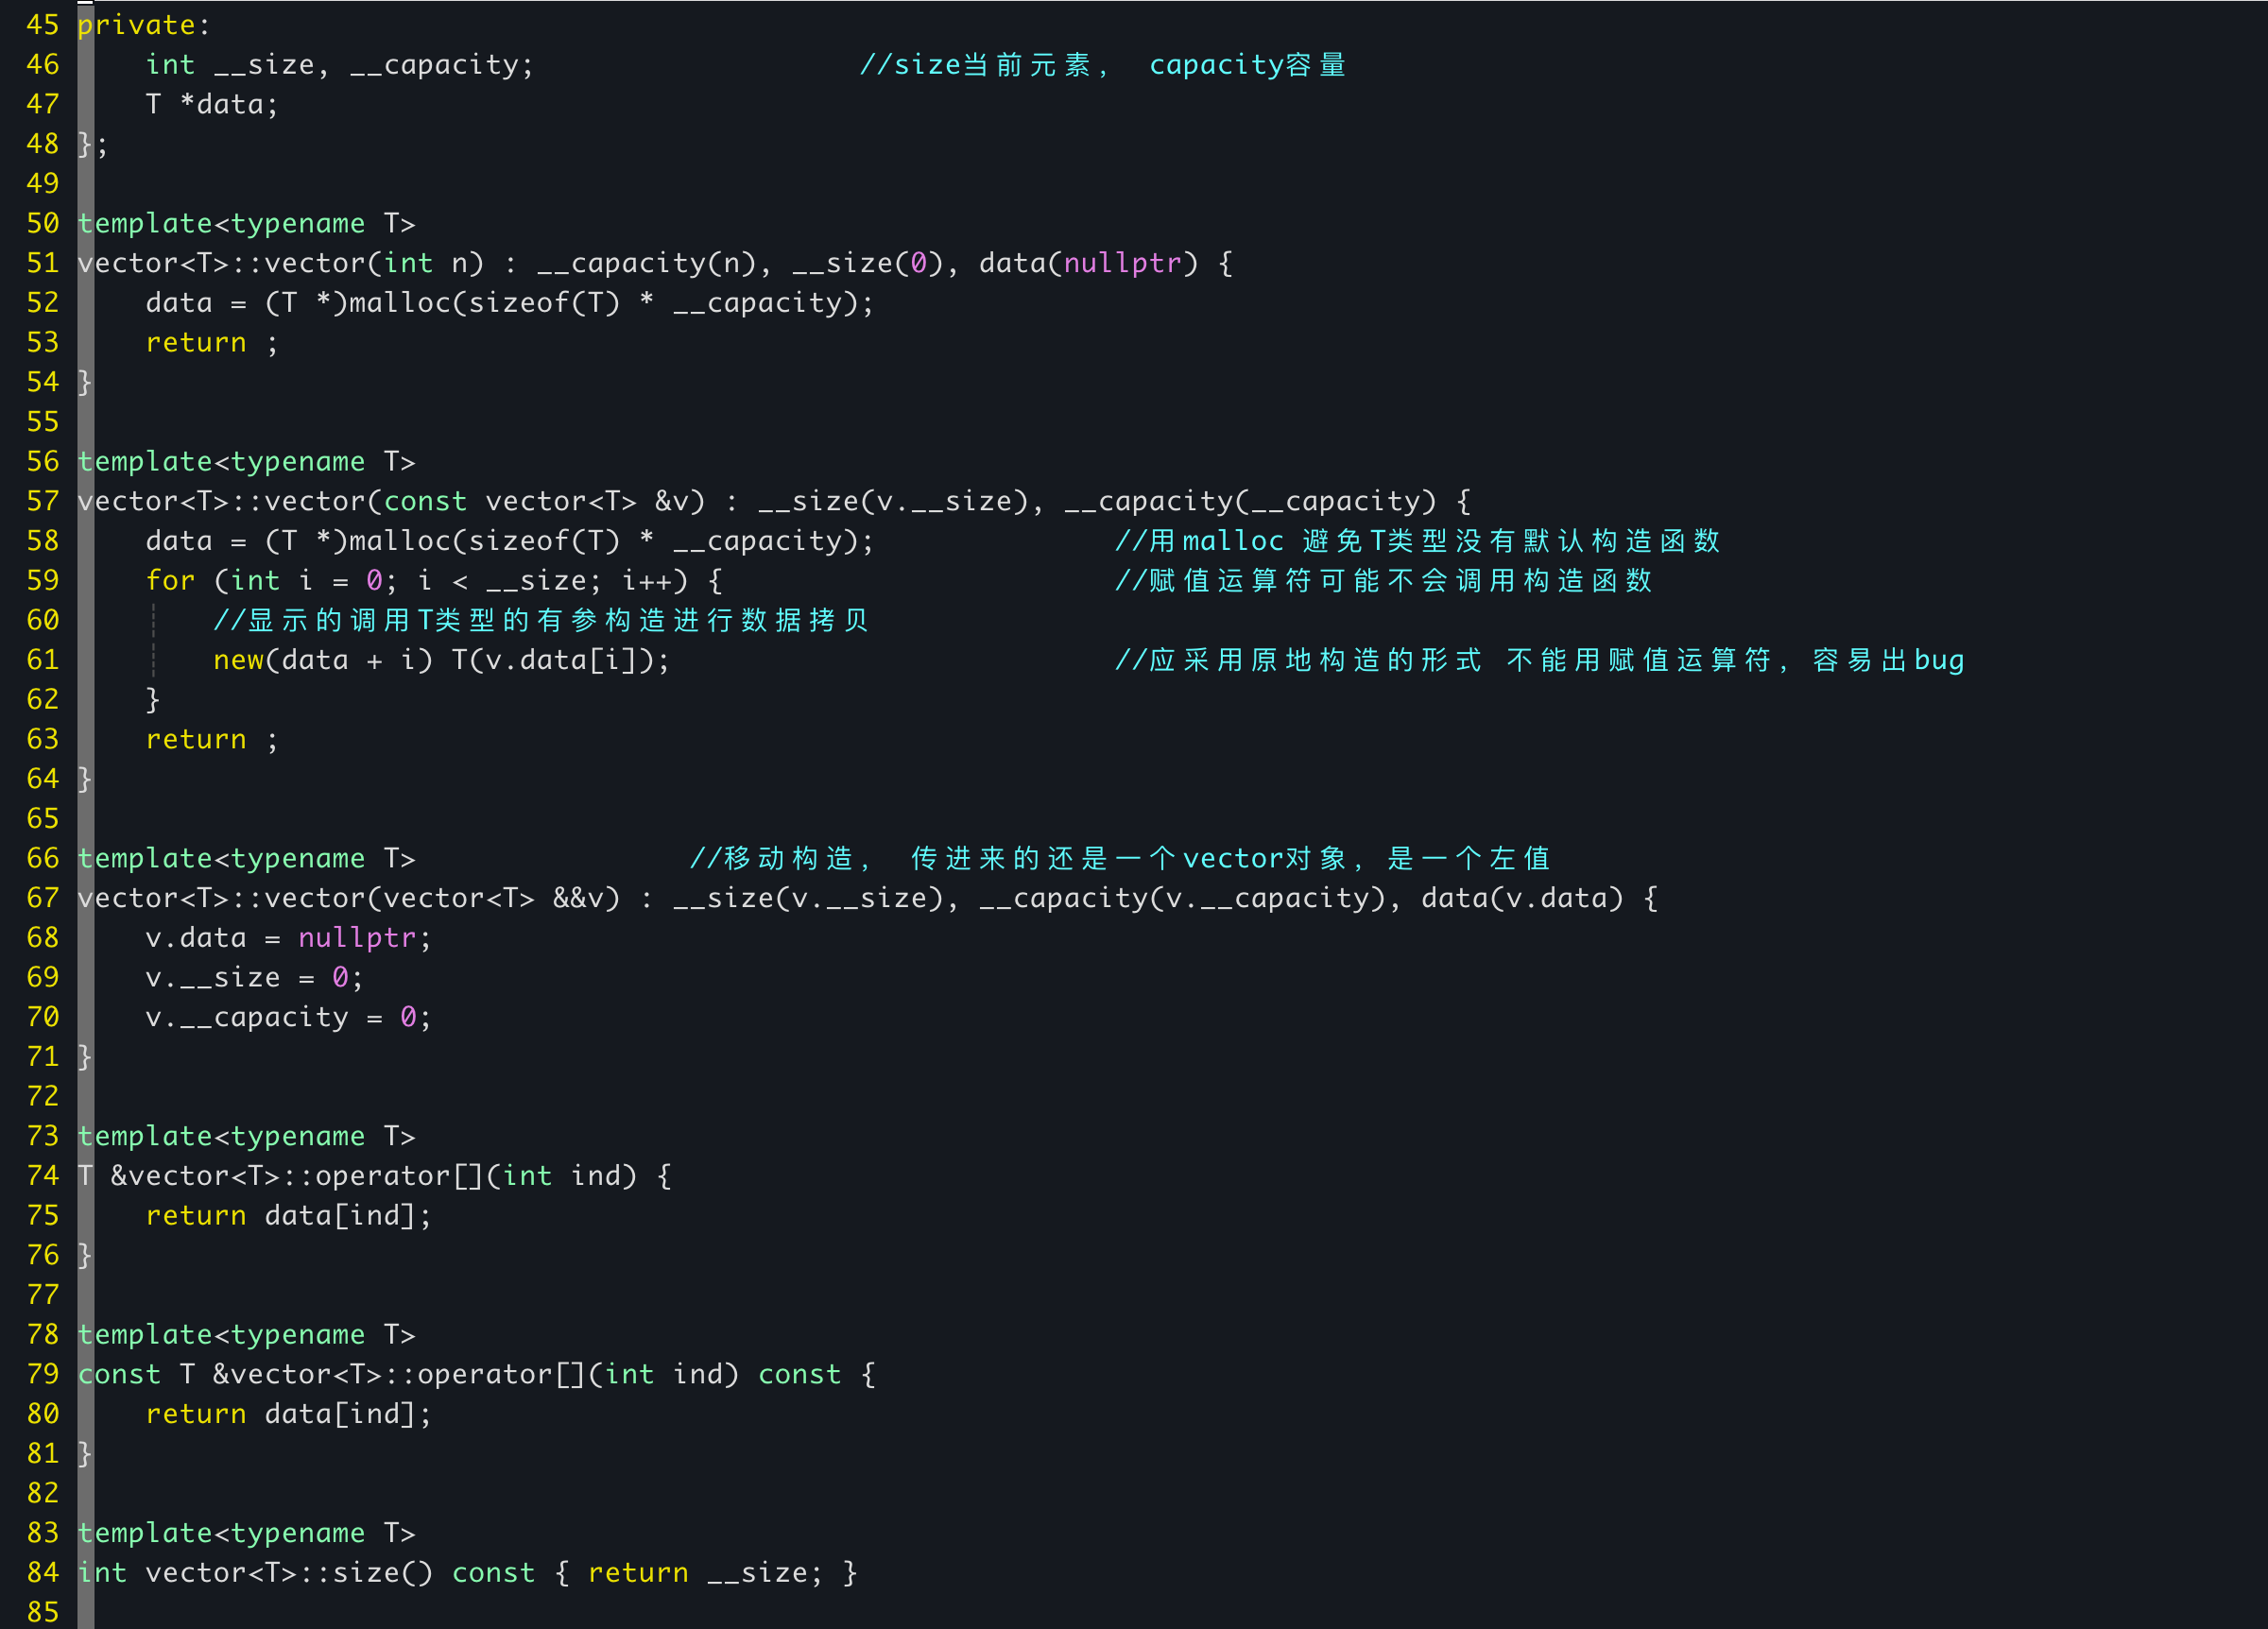 45 private:
46     int __size, __capacity;                   //size当前元素， capacity容量
47     T *data;
48 };
49
50 template<typename T>
51 vector<T>::vector(int n) : __capacity(n), __size(0), data(nullptr) {
52     data = (T *)malloc(sizeof(T) * __capacity);
53     return ;
54 }
55
56 template<typename T>
57 vector<T>::vector(const vector<T> &v) : __size(v.__size), __capacity(__capacity) {
58     data = (T *)malloc(sizeof(T) * __capacity);              //用malloc 避免T类型没有默认构造函数
59     for (int i = 0; i < __size; i++) {                       //赋值运算符可能不会调用构造函数
60         //显示的调用T类型的有参构造进行数据拷贝
61         new(data + i) T(v.data[i]);                          //应采用原地构造的形式 不能用赋值运算符，容易出bug
62     }
63     return ;
64 }
65
66 template<typename T>                //移动构造， 传进来的还是一个vector对象，是一个左值
67 vector<T>::vector(vector<T> &&v) : __size(v.__size), __capacity(v.__capacity), data(v.data) {
68     v.data = nullptr;
69     v.__size = 0;
70     v.__capacity = 0;
71 }
72
73 template<typename T>
74 T &vector<T>::operator[](int ind) {
75     return data[ind];
76 }
77
78 template<typename T>
79 const T &vector<T>::operator[](int ind) const {
80     return data[ind];
81 }
82
83 template<typename T>
84 int vector<T>::size() const { return __size; }
85